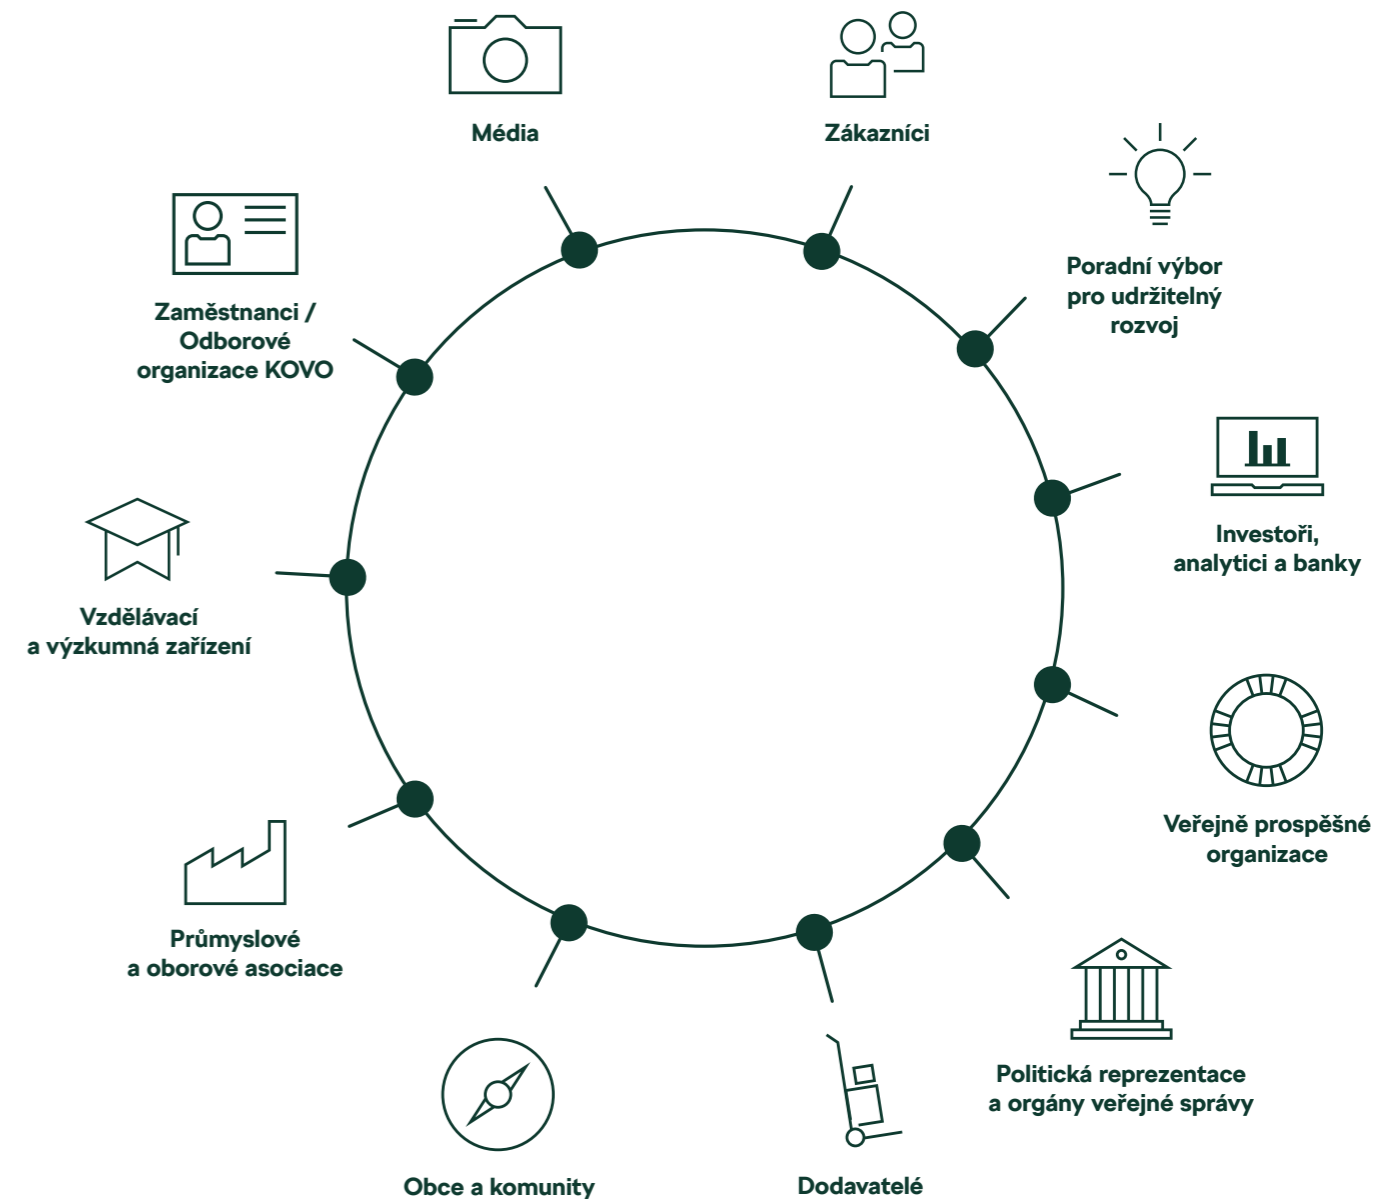 Média
Zákazníci
Poradní výbor
pro udržitelný
rozvoj
Zaměstnanci /
Odborové
organizace KOVO
Investoři,
analytici a banky
Vzdělávací
a výzkumná zařízení
Veřejně prospěšné
organizace
Průmyslové
a oborové asociace
Politická reprezentace
a orgány veřejné správy
Obce a komunity
Dodavatelé